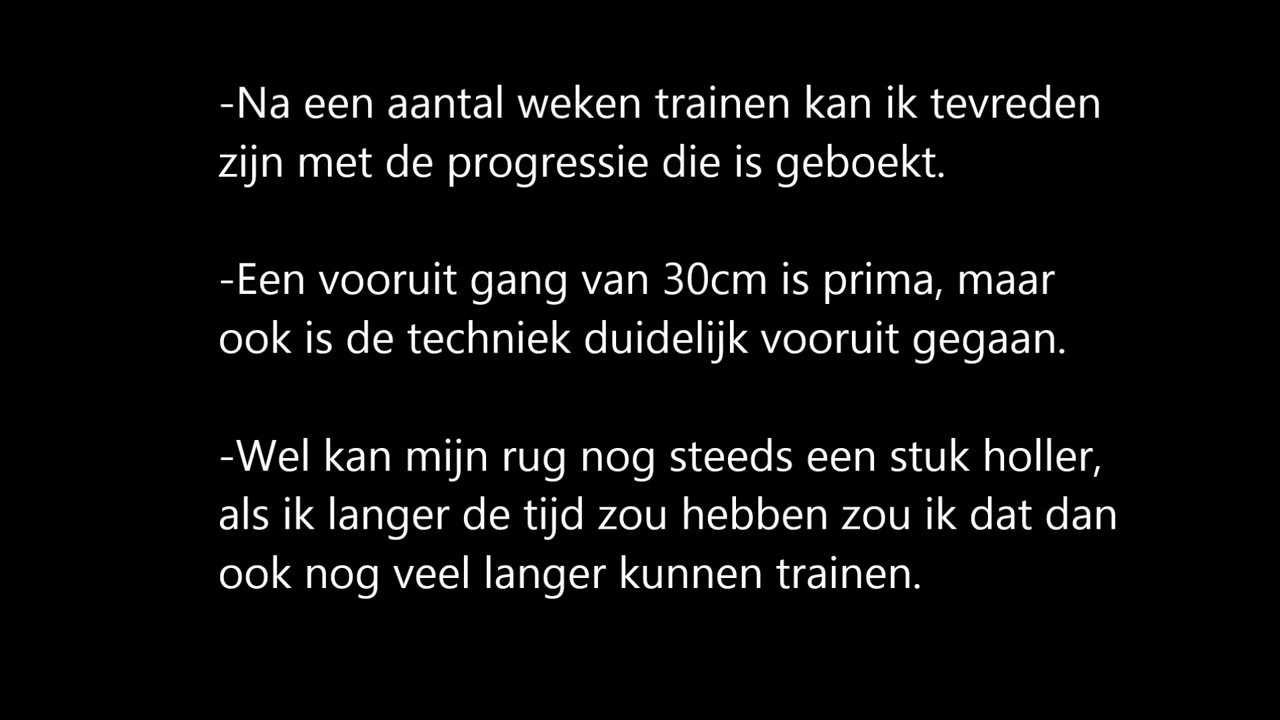 -Na een aantal weken trainen kan ik tevreden
zijn met de progressie die is geboekt.
-Een vooruit gang van 30cm is prima, maar
ook is de techniek duidelijk vooruit gegaan.
-Wel kan mijn rug nog steeds een stuk holler,
als ik langer de tijd zou hebben zou ik dat dan
ook nog veel langer kunnen trainen.